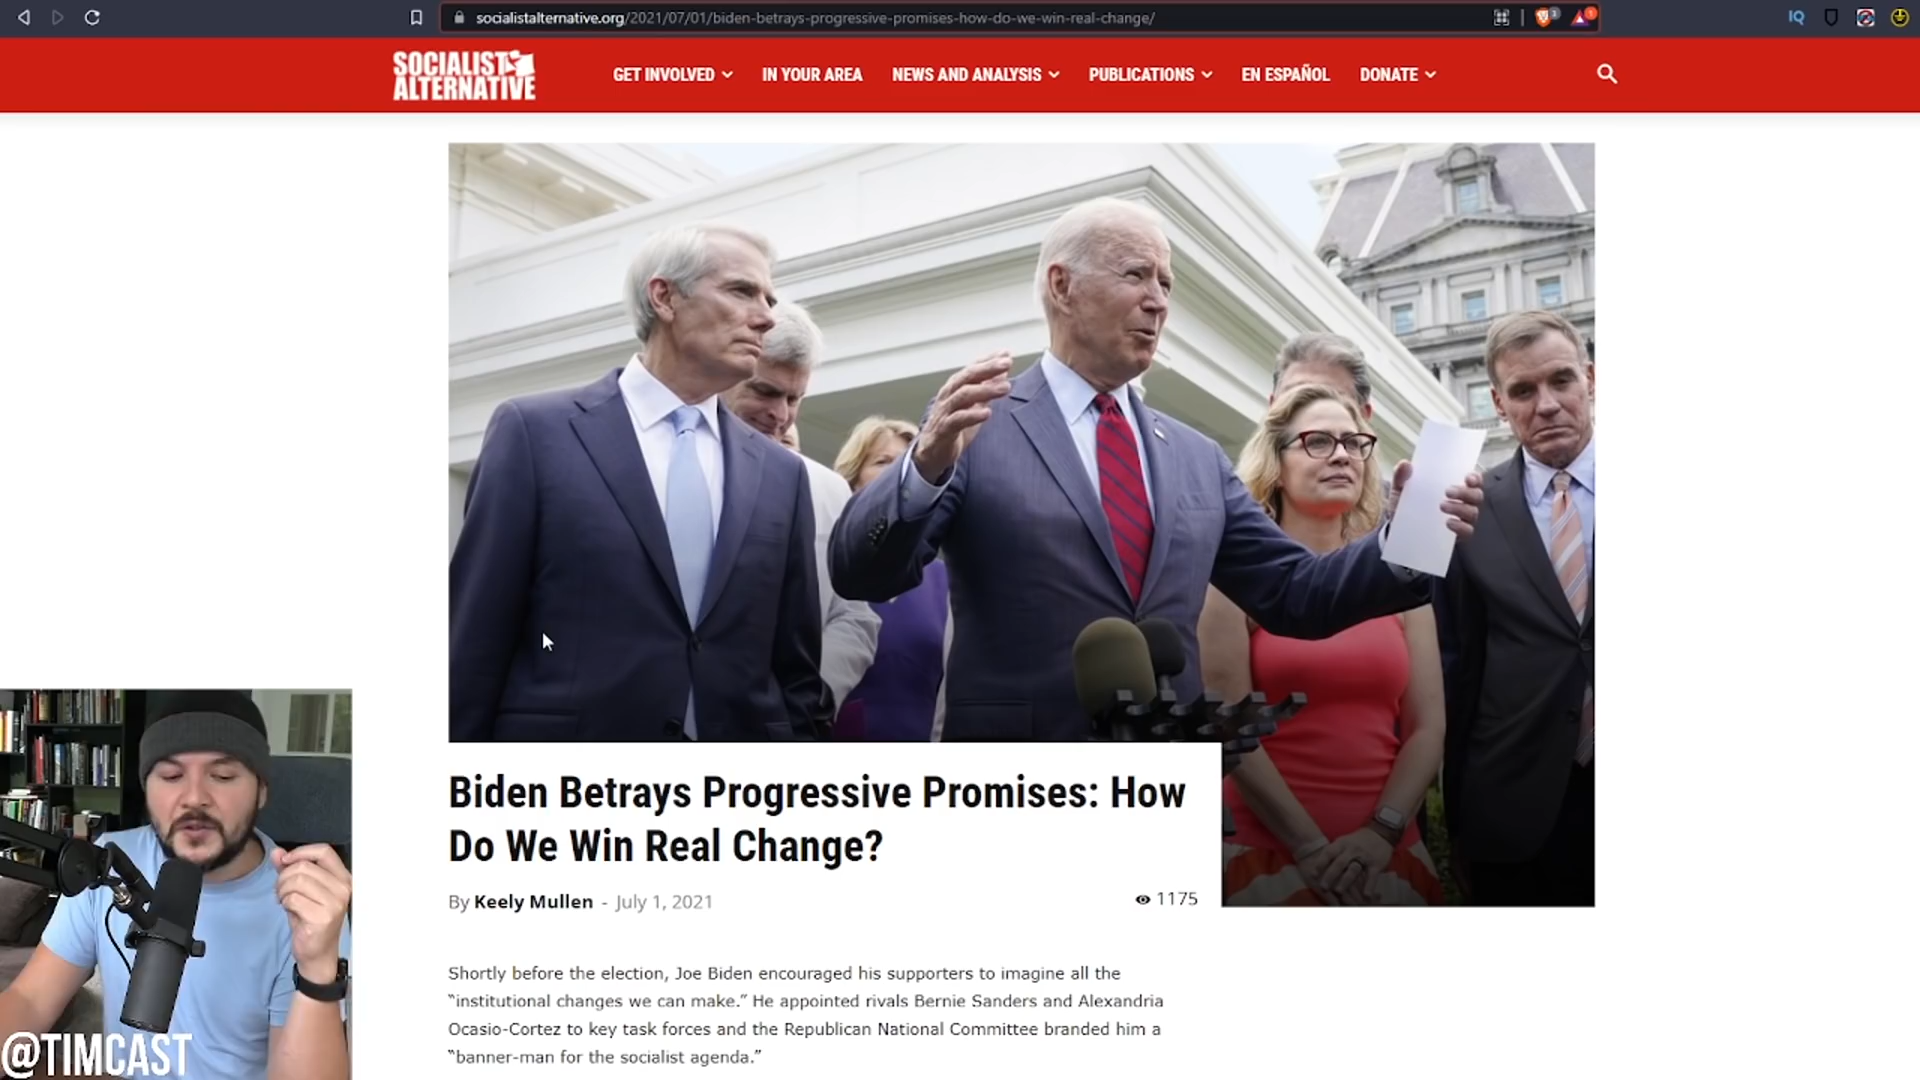 socialistalternative.org/2021/07/01/biden-betrays-progressive-promises-how-do-we-win-real-change/
IQ
SOCIALIST
ALTERNATIVE
GET INVOLVED
IN YOUR AREA
NEWS AND ANALYSIS
PUBLICATIONS
EN ESPAÑOL
DONATE
Biden Betrays Progressive Promises: How
Do We Win Real Change?
By Keely Mullen - July 1, 2021
1175
Shortly before the election, Joe Biden encouraged his supporters to imagine all the
“institutional changes we can make.” He appointed rivals Bernie Sanders and Alexandria
Ocasio-Cortez to key task forces and the Republican National Committee branded him a
“banner-man for the socialist agenda.”
@TIMCAST